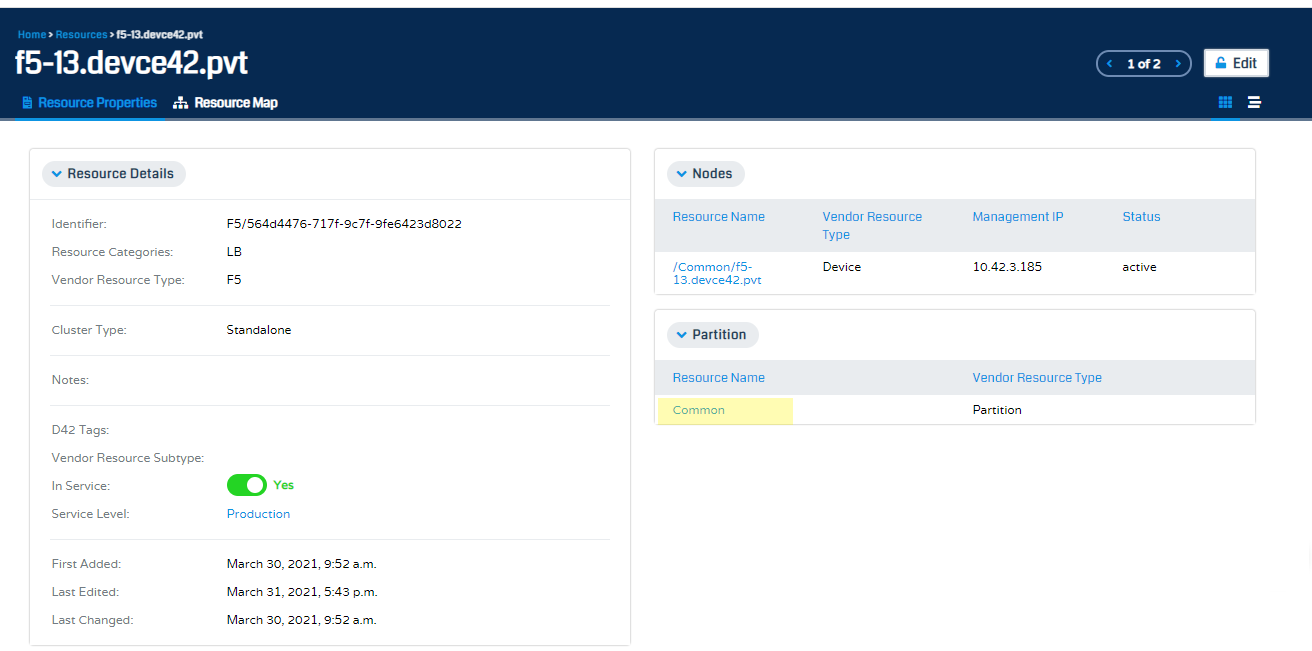 Home > Resources > f5-13.devce42.pvt
f5-13.devce42.pvt
< 1 of 2 >
Edit
Resource Properties
Resource Map
Resource Details
Identifier: F5/564d4476-717f-9c7f-9fe6423d8022
Resource Categories: LB
Vendor Resource Type: F5
Cluster Type: Standalone
Notes:
D42 Tags:
Vendor Resource Subtype:
In Service: Yes
Service Level: Production
First Added: March 30, 2021, 9:52 a.m.
Last Edited: March 31, 2021, 5:43 p.m.
Last Changed: March 30, 2021, 9:52 a.m.
Nodes
Resource Name Vendor Resource Management IP Status
Type
/Common/f5- Device 10.42.3.185 active
13.devce42.pvt
Partition
Resource Name Vendor Resource Type
Common Partition